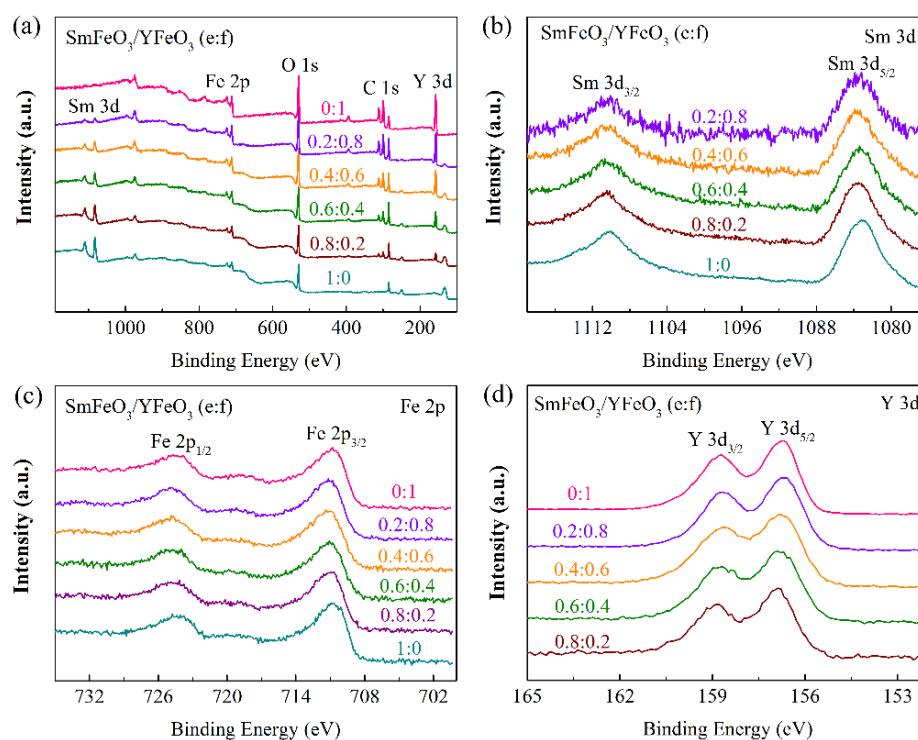 (a)
SmFeO₃/YFeO₃ (e:f)
O 1s
Fe 2p
C 1s
Y 3d
Sm 3d
0:1
0.2:0.8
0.4:0.6
0.6:0.4
0.8:0.2
1:0
Intensity (a.u.)
1000 800 600 400 200
Binding Energy (eV)
(b)
SmFeO₃/YFeO₃ (e:f)
Sm 3d
Sm 3d₅/₂
Sm 3d₃/₂
0.2:0.8
0.4:0.6
0.6:0.4
0.8:0.2
1:0
Intensity (a.u.)
1112 1104 1096 1088 1080
Binding Energy (eV)
(c)
SmFeO₃/YFeO₃ (e:f)
Fe 2p
Fe 2p₃/₂
Fe 2p₁/₂
0:1
0.2:0.8
0.4:0.6
0.6:0.4
0.8:0.2
1:0
Intensity (a.u.)
732 726 720 714 708 702
Binding Energy (eV)
(d)
SmFeO₃/YFeO₃ (e:f)
Y 3d
Y 3d₅/₂
Y 3d₃/₂
0:1
0.2:0.8
0.4:0.6
0.6:0.4
0.8:0.2
Intensity (a.u.)
165 162 159 156 153
Binding Energy (eV)